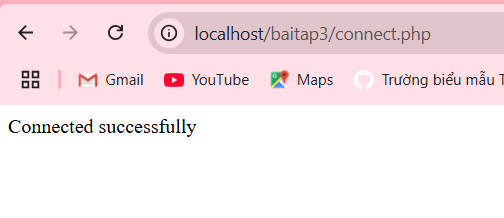 localhost/baitap3/connect.php
Gmail YouTube Maps Trường biểu mẫu
Connected successfully